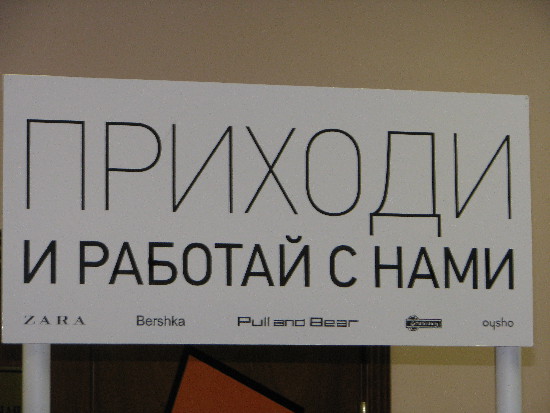 ПРИХОДИ
И РАБОТАЙ С НАМИ
ZARA Bershka Pull and Bear oysho